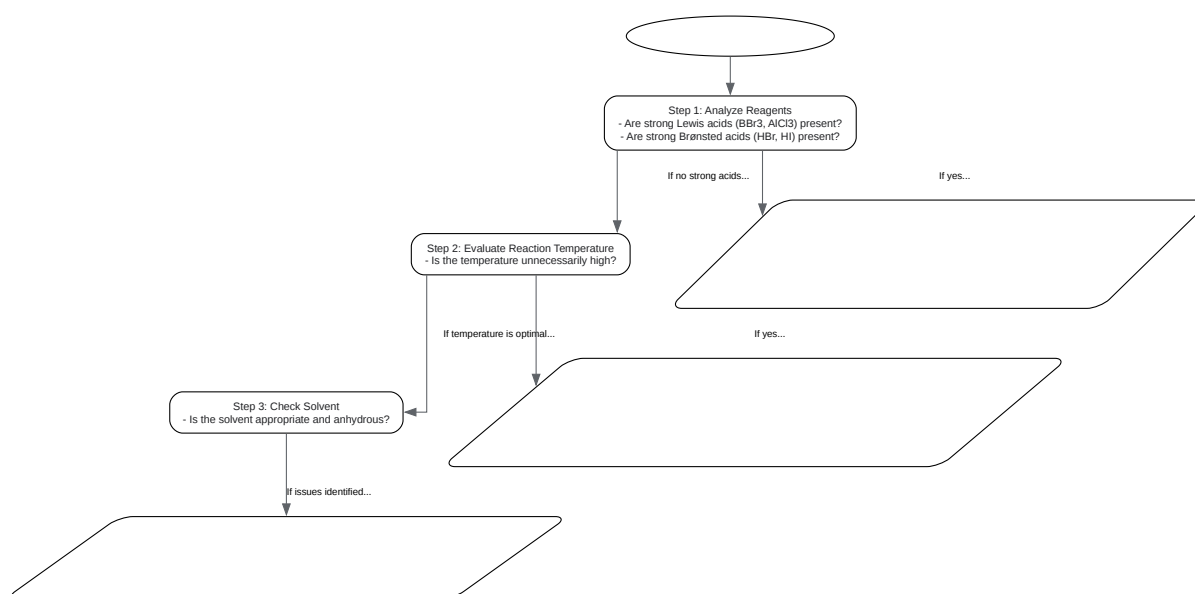 Step 1: Analyze Reagents
- Are strong Lewis acids (BBr3, AlCl3) present?
- Are strong Brønsted acids (HBr, HI) present?
If no strong acids...
If yes...
Step 2: Evaluate Reaction Temperature
- Is the temperature unnecessarily high?
If temperature is optimal...
If yes...
Step 3: Check Solvent
- Is the solvent appropriate and anhydrous?
If issues identified...